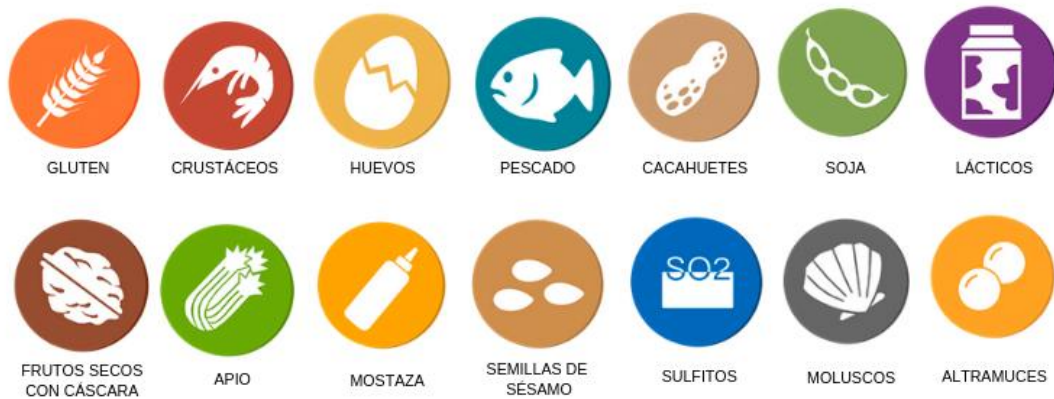 GLUTEN
CRUSTÁCEOS
HUEVOS
PESCADO
CACAHUETES
SOJA
LÁCTICOS
FRUTOS SECOS
CON CÁSCARA
APIO
MOSTAZA
SEMILLAS DE
SÉSAMO
SO2
SULFITOS
MOLUSCOS
ALTRAMUCES